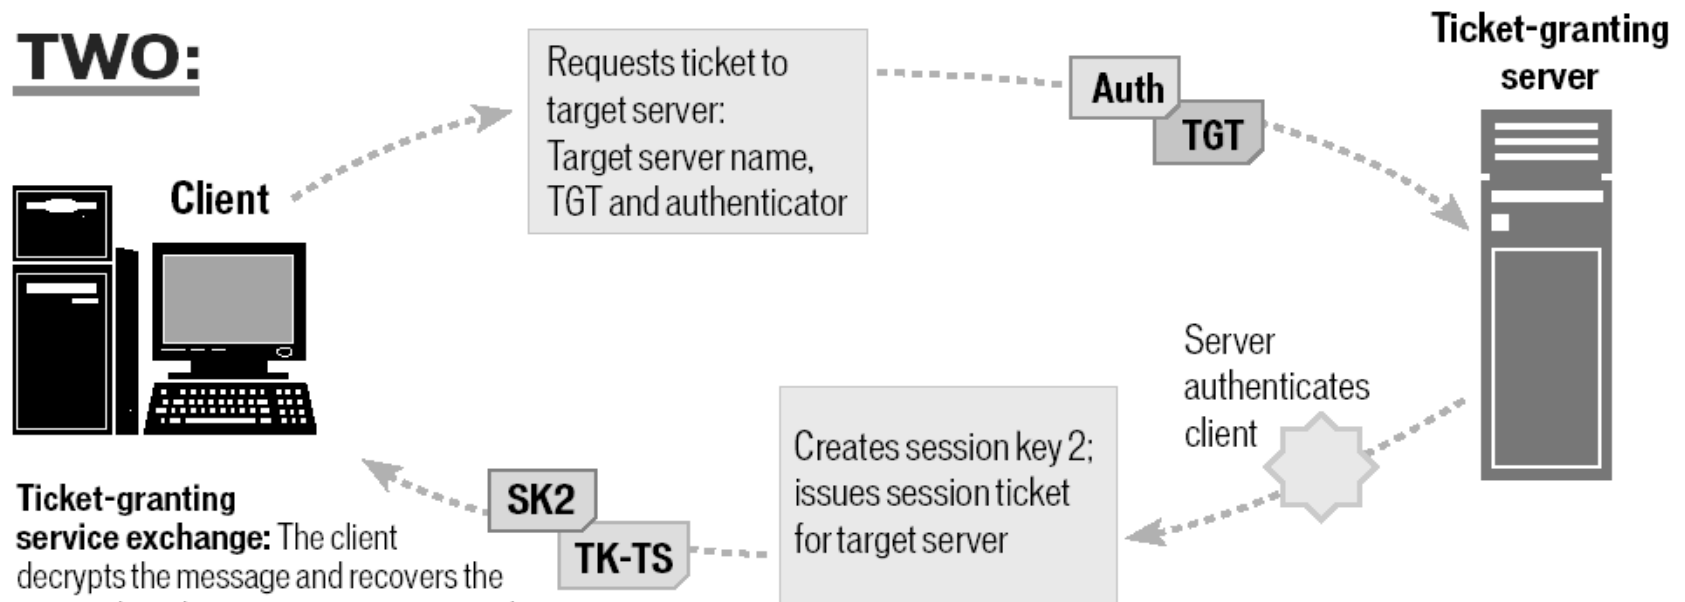 TWO:
Client
Requests ticket to
target server:
Target server name,
TGT and authenticator
Auth
TGT
Ticket-granting
server
Server
authenticates
client
Creates session key 2;
issues session ticket
for target server
SK2
TK-TS
Ticket-granting
service exchange: The client
decrypts the message and recovers the